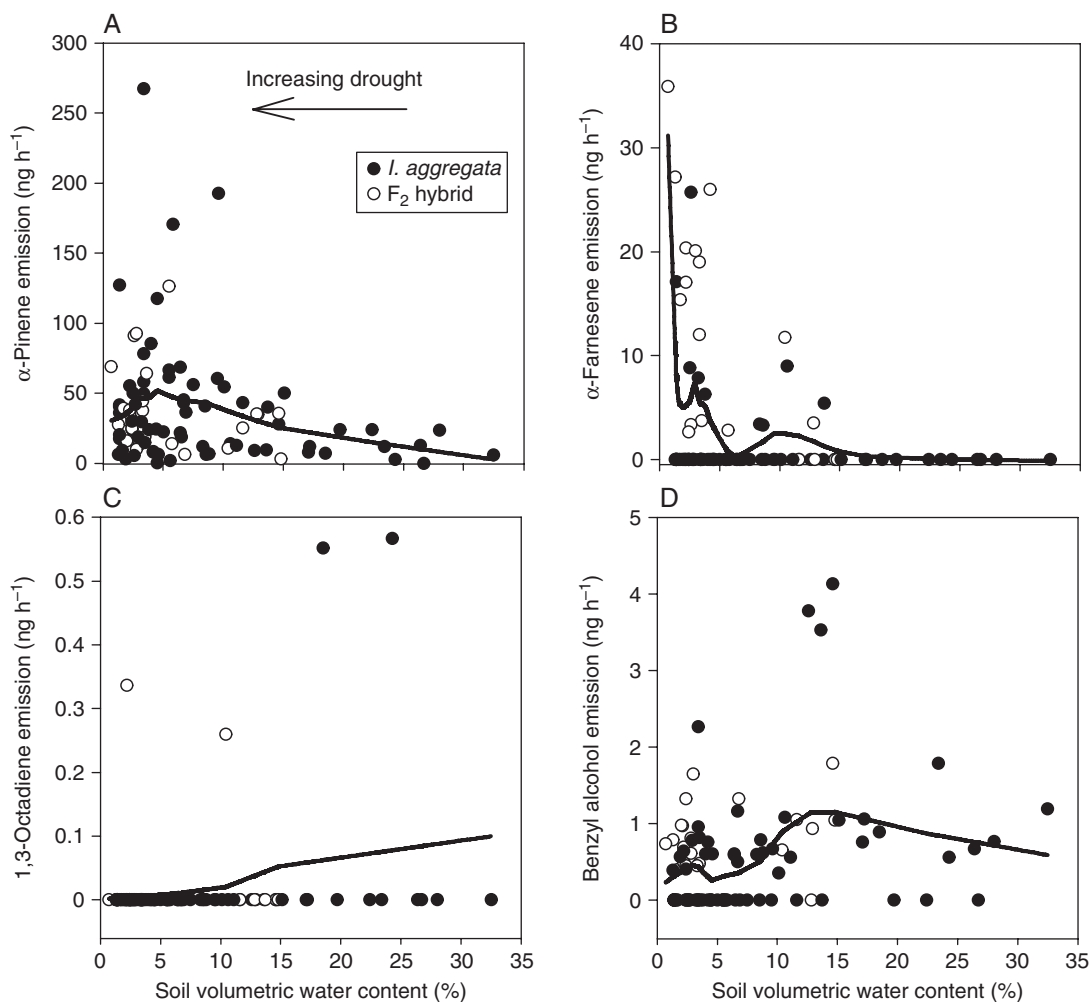 A
B
300
250
200
150
100
50
0
α-Pinene emission (ng h⁻¹)
Increasing drought
I. aggregata
F₂ hybrid
40
30
20
10
0
α-Farnesene emission (ng h⁻¹)
C
D
0.6
0.5
0.4
0.3
0.2
0.1
0
1,3-Octadiene emission (ng h⁻¹)
0 5 10 15 20 25 30 35
Soil volumetric water content (%)
5
4
3
2
1
0
Benzyl alcohol emission (ng h⁻¹)
0 5 10 15 20 25 30 35
Soil volumetric water content (%)